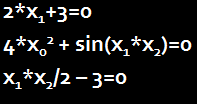 2*x₁+3=0
4*x₀² + sin(x₁*x₂)=0
x₁*x₂/2 – 3=0